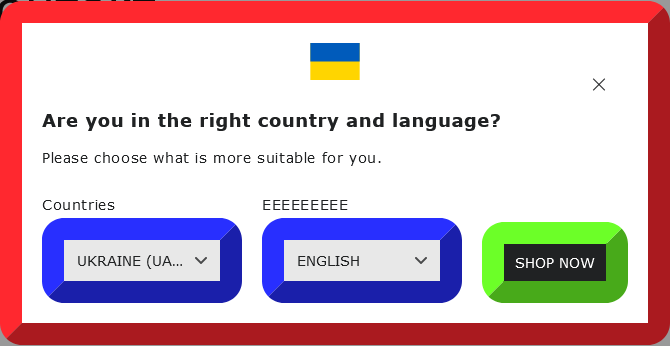 Are you in the right country and language?
Please choose what is more suitable for you.
Countries
EEEEEEEEE
UKRAINE (UA...
ENGLISH
SHOP NOW